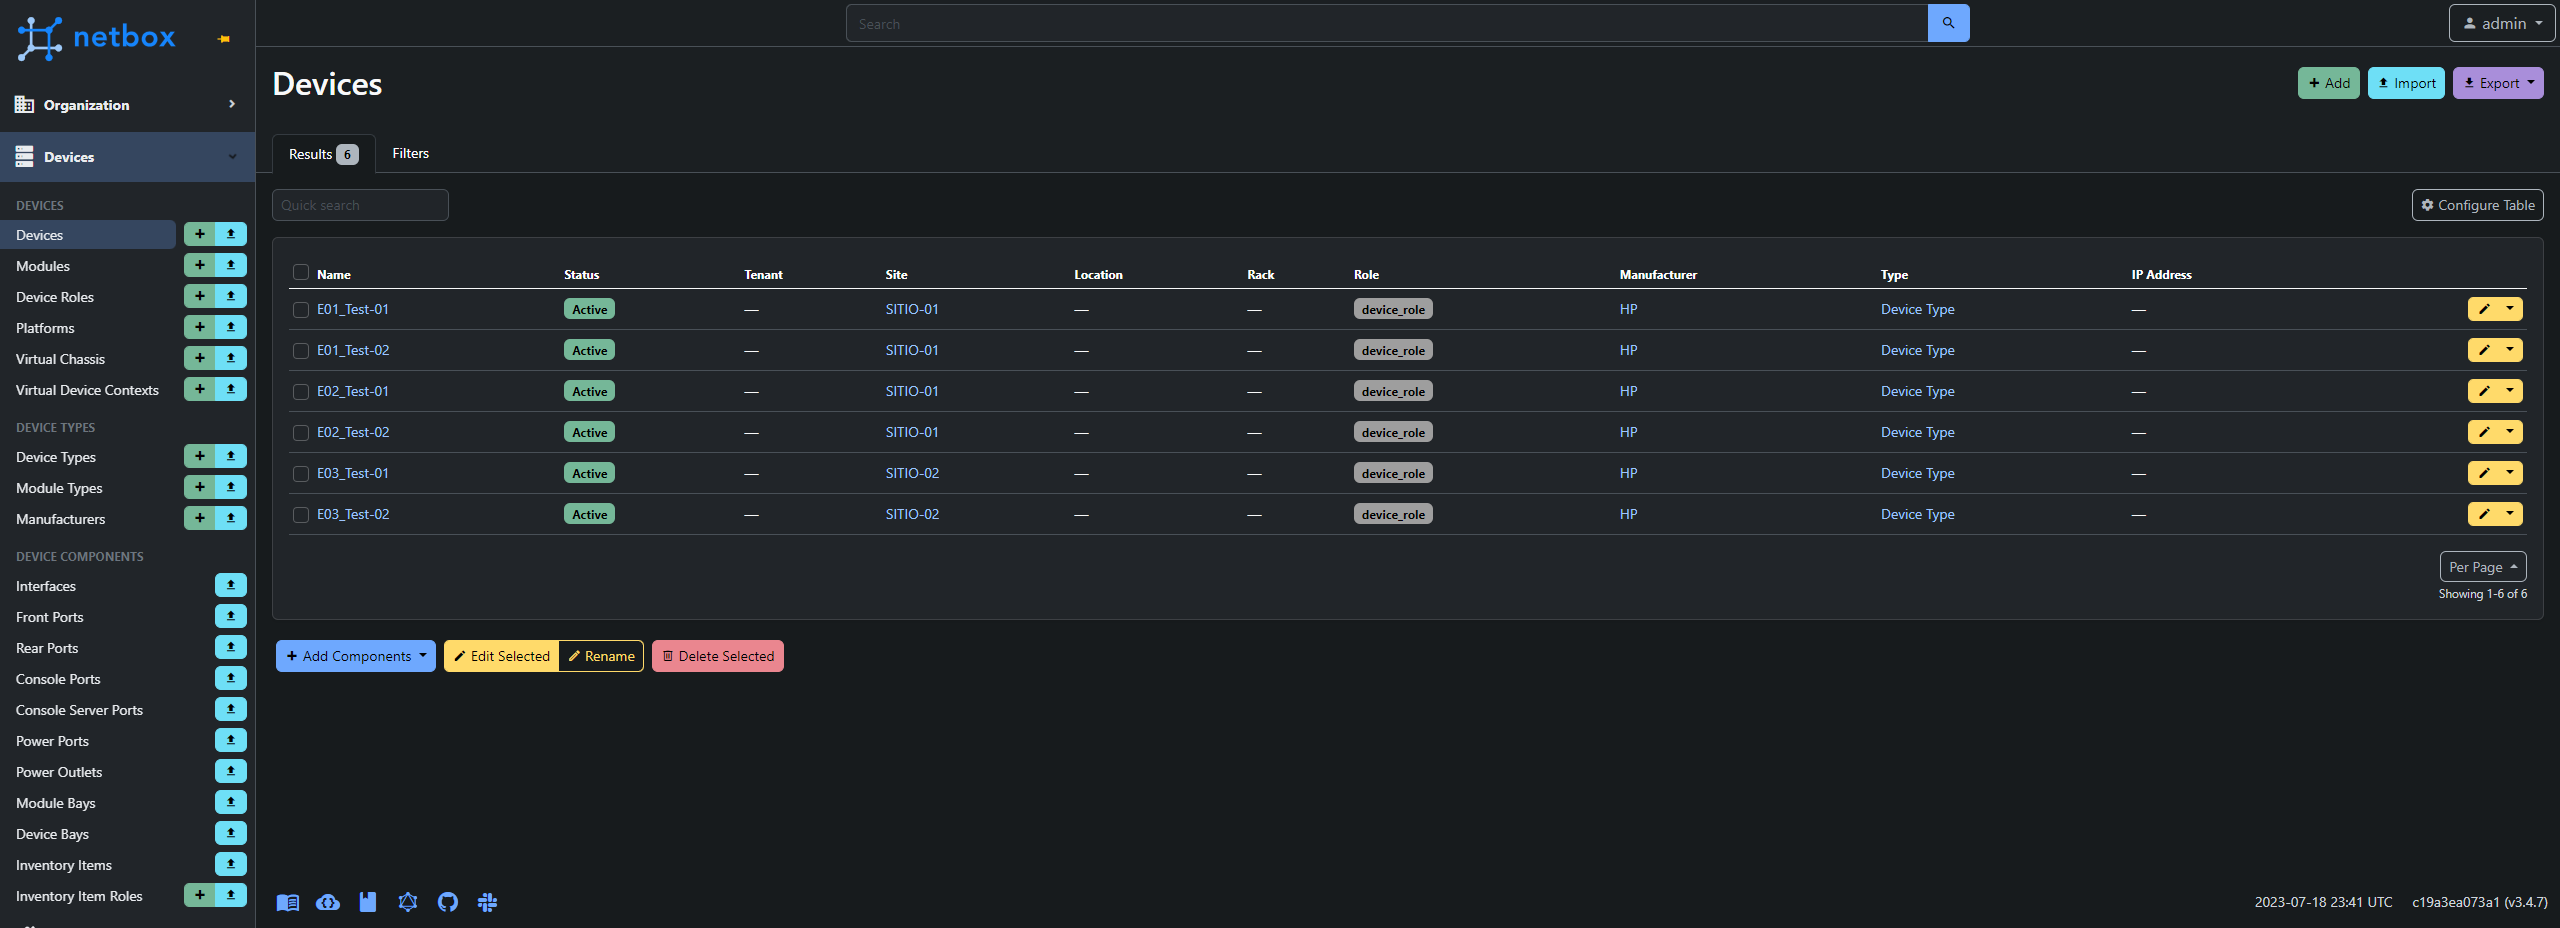 netbox
Search
admin
Organization
Devices
DEVICES
Devices
Modules
Device Roles
Platforms
Virtual Chassis
Virtual Device Contexts
DEVICE TYPES
Device Types
Module Types
Manufacturers
DEVICE COMPONENTS
Interfaces
Front Ports
Rear Ports
Console Ports
Console Server Ports
Power Ports
Power Outlets
Module Bays
Device Bays
Inventory Items
Inventory Item Roles
Devices
Add Import Export
Results 6 Filters
Quick search
Configure Table
Name Status Tenant Site Location Rack Role Manufacturer Type IP Address
E01_Test-01 Active — SITIO-01 — — device_role HP Device Type —
E01_Test-02 Active — SITIO-01 — — device_role HP Device Type —
E02_Test-01 Active — SITIO-01 — — device_role HP Device Type —
E02_Test-02 Active — SITIO-01 — — device_role HP Device Type —
E03_Test-01 Active — SITIO-02 — — device_role HP Device Type —
E03_Test-02 Active — SITIO-02 — — device_role HP Device Type —
Per Page
Showing 1-6 of 6
Add Components Edit Selected Rename Delete Selected
2023-07-18 23:41 UTC c19a3ea073a1 (v3.4.7)